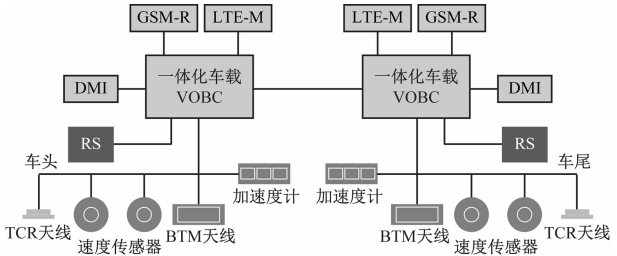 GSM-R LTE-M LTE-M GSM-R
DMI 一体化车载 一体化车载 DMI
VOBC VOBC
RS RS
车头 车尾
加速度计 加速度计
TCR天线 BTM天线 BTM天线 TCR天线
速度传感器 速度传感器